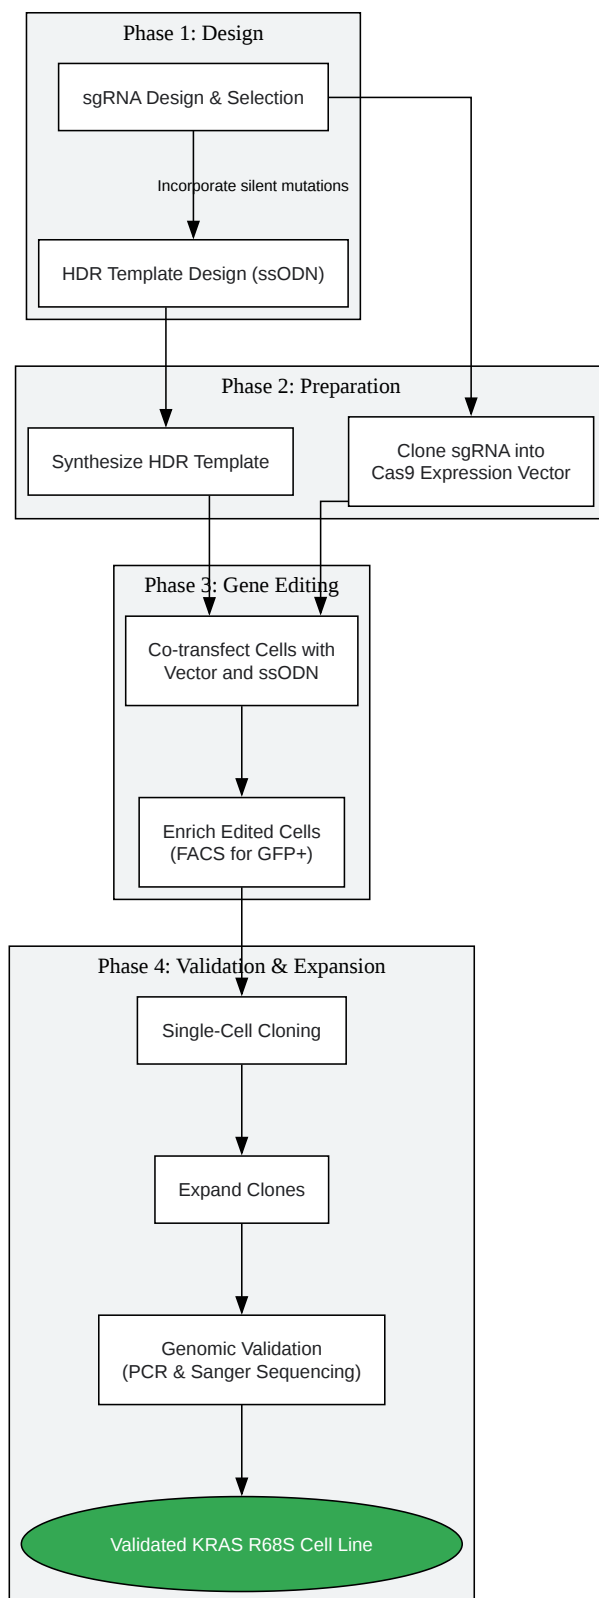 Phase 1: Design
sgRNA Design & Selection
Incorporate silent mutations
HDR Template Design (ssODN)
Phase 2: Preparation
Synthesize HDR Template
Clone sgRNA into
Cas9 Expression Vector
Phase 3: Gene Editing
Co-transfect Cells with
Vector and ssODN
Enrich Edited Cells
(FACS for GFP+)
Phase 4: Validation & Expansion
Single-Cell Cloning
Expand Clones
Genomic Validation
(PCR & Sanger Sequencing)
Validated KRAS R68S Cell Line